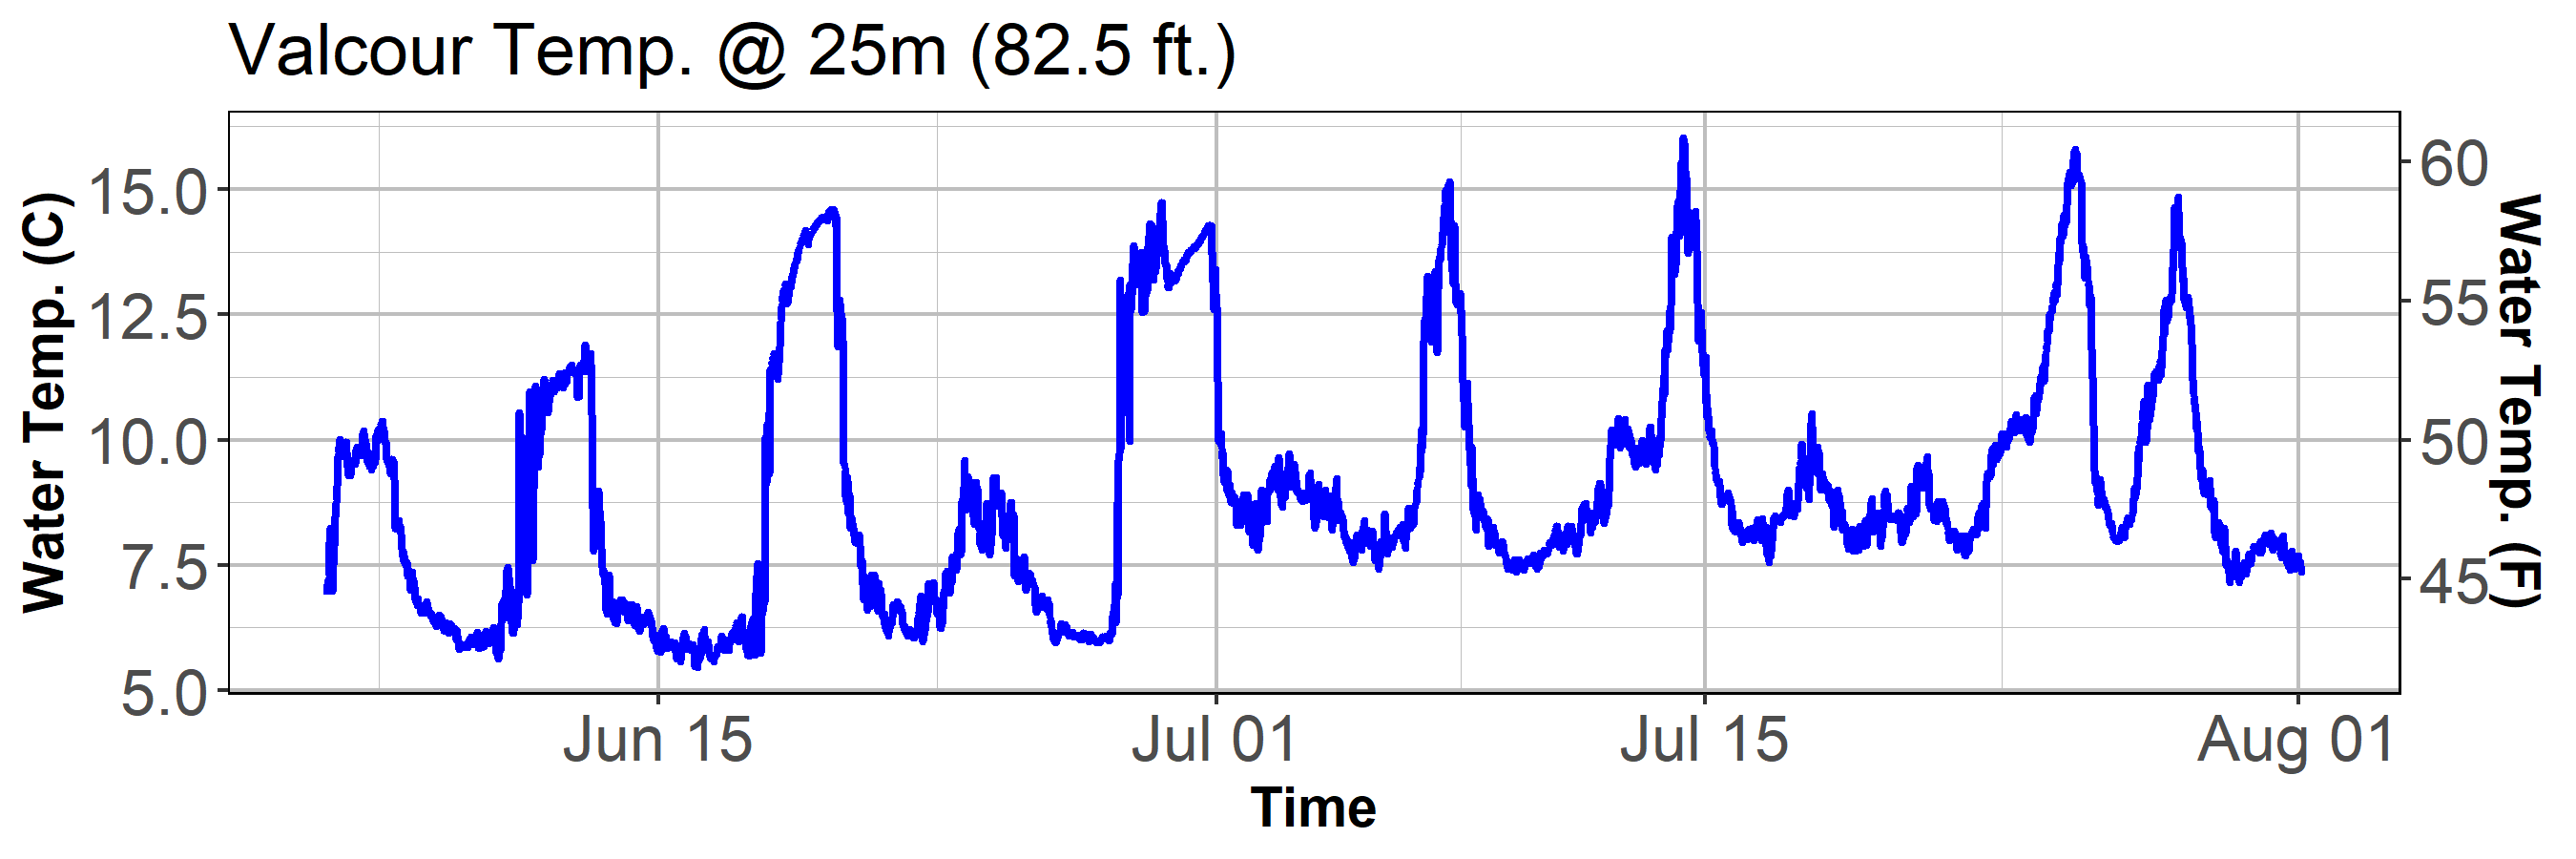 Valcour Temp. @ 25m (82.5 ft.)
Water Temp. (C)
15.0
12.5
10.0
7.5
5.0
60
55
50
45
Water Temp. (F)
Jun 15
Jul 01
Jul 15
Aug 01
Time